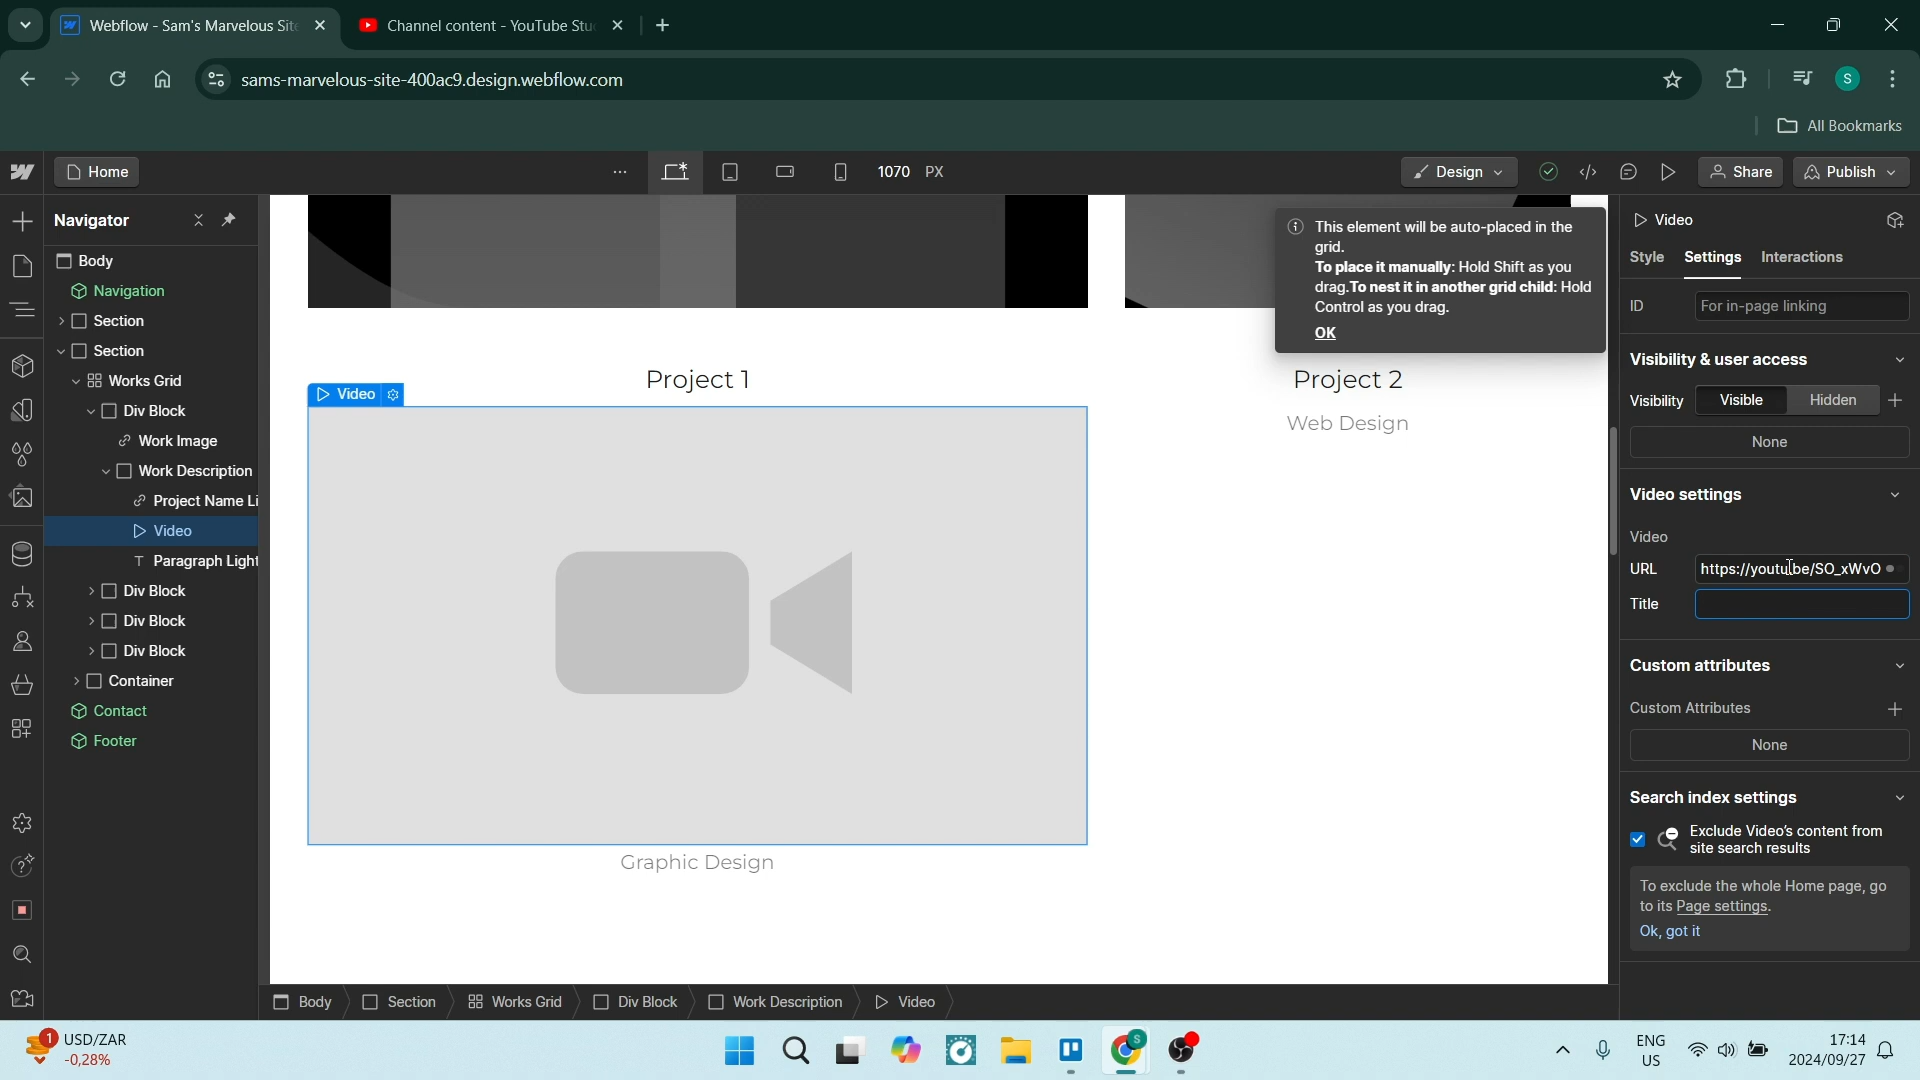 Webflow - Sam's Marvelous Site
Channel content - YouTube Stu
sams-marvelous-site-400ac9.design.webflow.com
S
All Bookmarks
Home
1070 PX
Design
Share
Publish
Navigator
Body
Navigation
Section
Section
Works Grid
Div Block
Work Image
Work Description
Project Name Li
Video
Paragraph Light
Div Block
Div Block
Div Block
Container
Contact
Footer
This element will be auto-placed in the
grid.
To place it manually: Hold Shift as you
drag.To nest it in another grid child: Hold
Control as you drag.
OK
Project 1
Project 2
Web Design
Video
Graphic Design
Body
Section
Works Grid
Div Block
Work Description
Video
Video
Style
Settings
Interactions
ID
For in-page linking
Visibility & user access
Visibility
Visible
Hidden
None
Video settings
Video
URL
https://youtu.be/SO_xWvO
Title
Custom attributes
Custom Attributes
None
Search index settings
Exclude Video's content from
site search results
To exclude the whole Home page, go
to its Page settings.
Ok, got it
1
USD/ZAR
-0,28%
S
ENG
US
17:14
2024/09/27